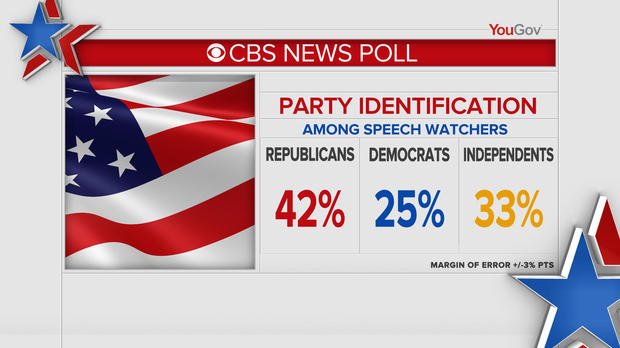 YouGov
CBS NEWS POLL
PARTY IDENTIFICATION
AMONG SPEECH WATCHERS
REPUBLICANS DEMOCRATS INDEPENDENTS
42% 25% 33%
MARGIN OF ERROR +/-3% PTS